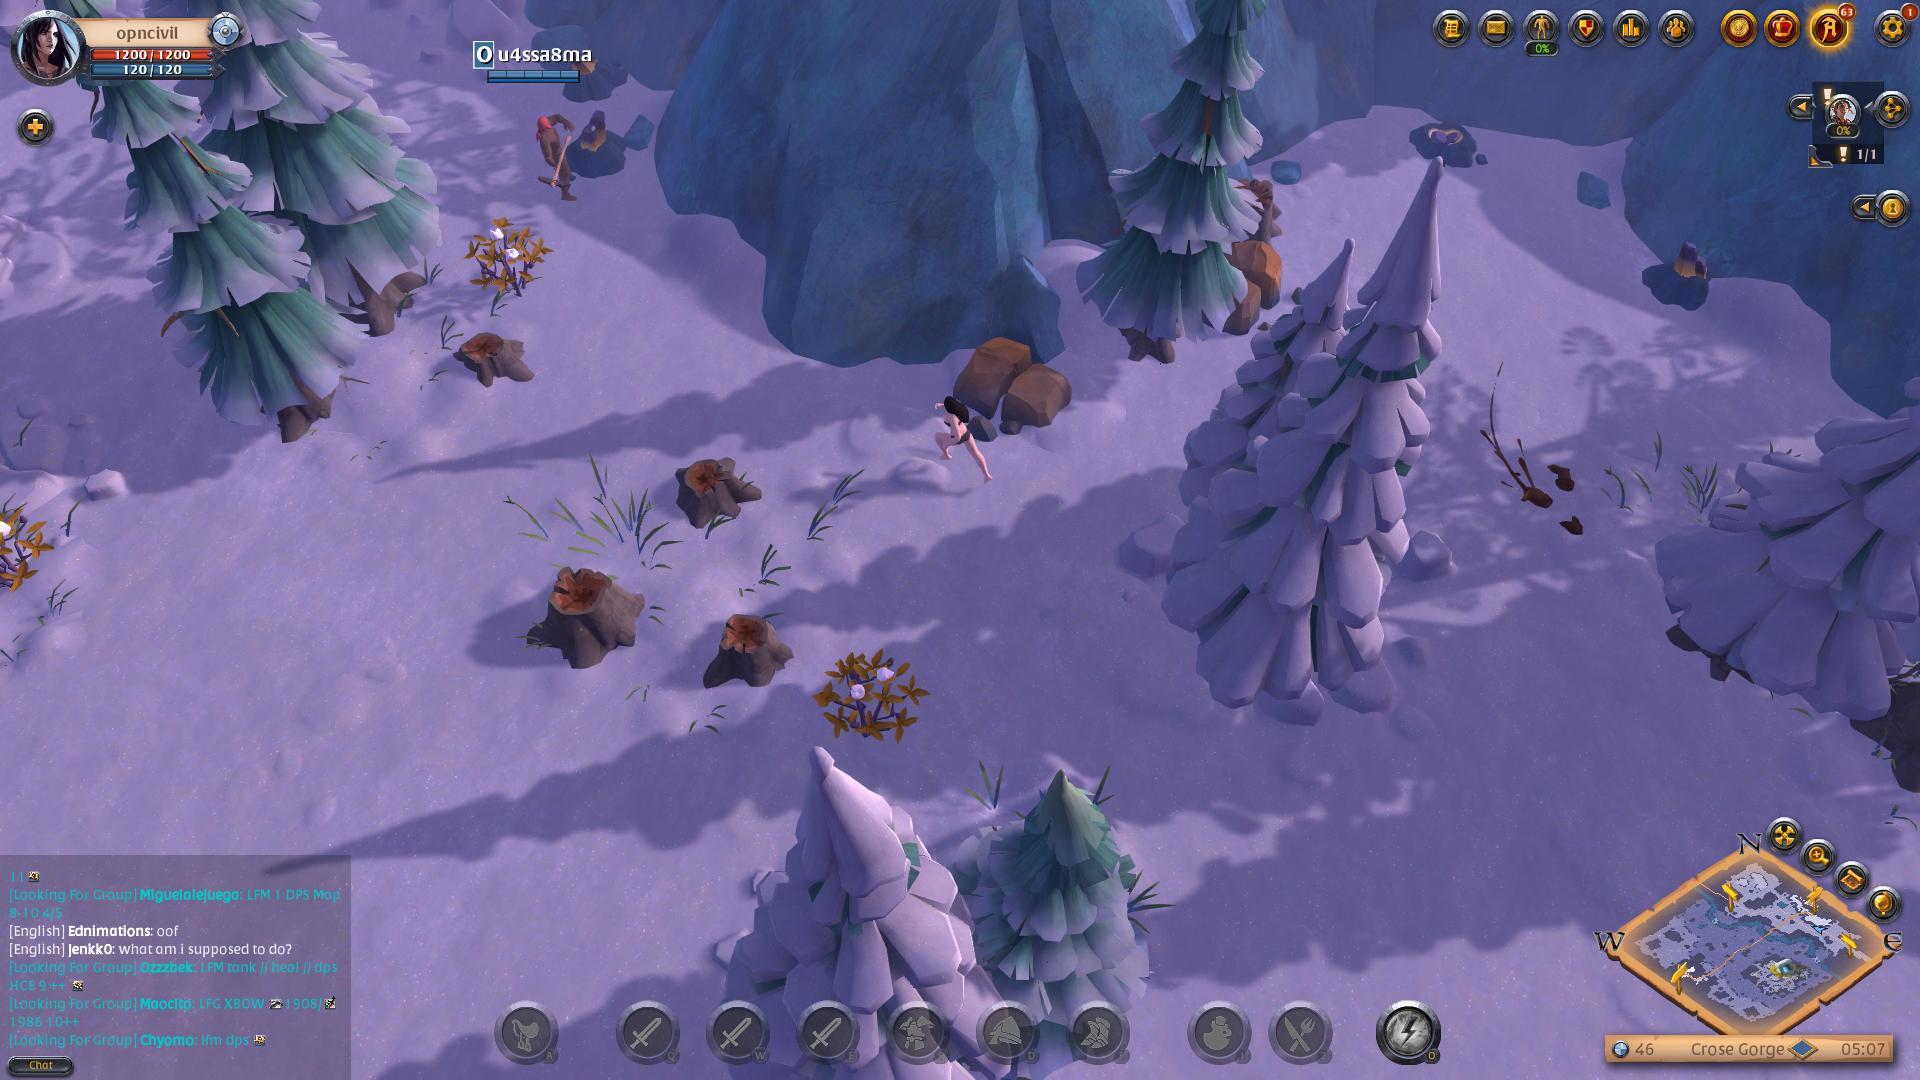 opncivil
1200 / 1200
120 / 120
O u4ssa8ma
0%
63
1
0%
1/1
11
[Looking For Group] Miguelalejuega: LFM 1 DPS Map
8-10 4/5
[English] Ednimations: oof
[English] Jenkk0: what am i supposed to do?
[Looking For Group] Ozzzbek: LFM tank // heal // dps
HCE 9 ++
[Looking For Group] Maocito: LFG XBOW 1908/
1986 10++
[Looking For Group] Chyomo: lfm dps
Chat
A
Q
W
E
D
O
N
W
E
46 Crose Gorge 05:07